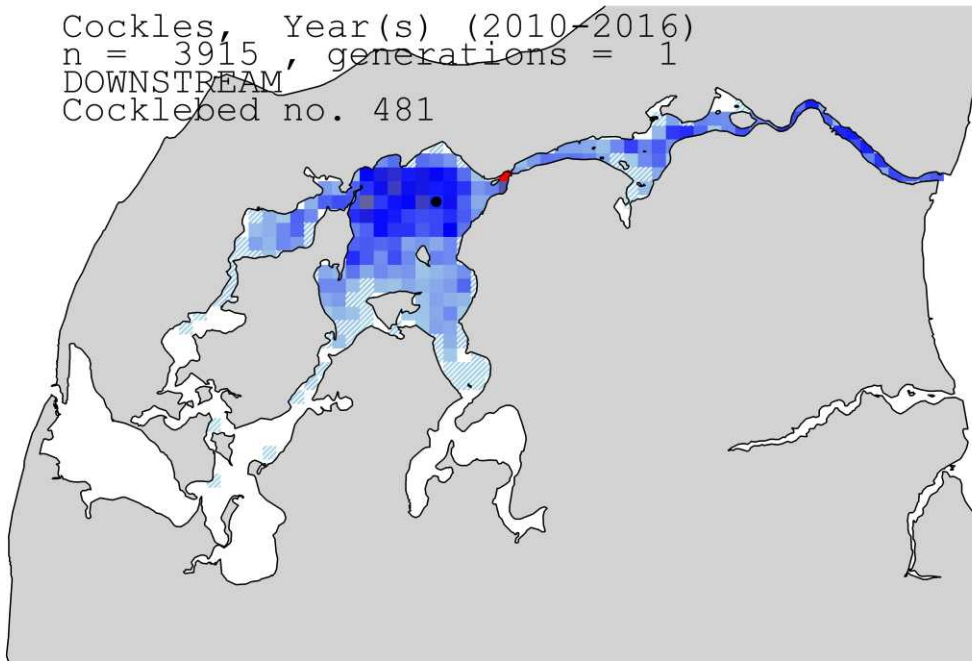 Cockles, Year(s) (2010-2016)
n = 3915 , generations = 1
DOWNSTREAM
Cocklebed no. 481